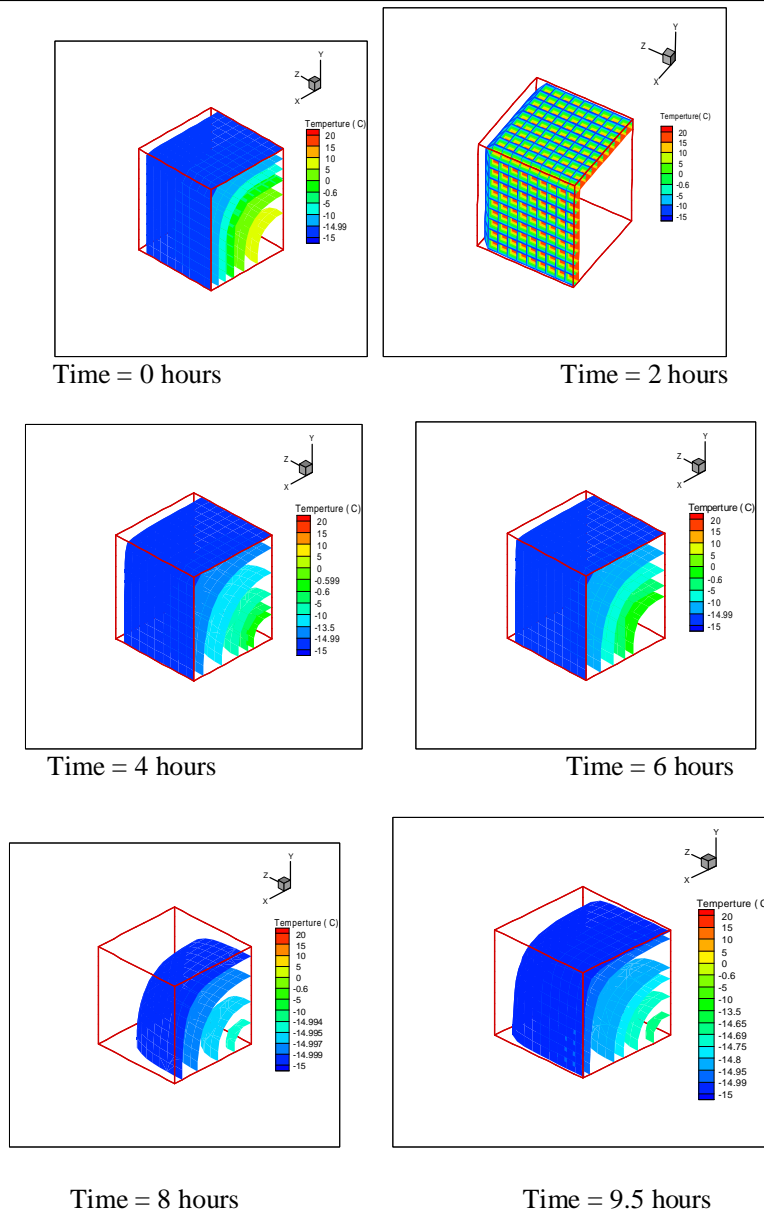 Y
Z
X
Temperture ( C)
20
15
10
5
0
-0.6
-5
-10
-14.99
-15
Time = 0 hours
Y
Z
X
Temperture( C)
20
15
10
5
0
-0.6
-5
-10
-15
Time = 2 hours
Y
Z
X
Temperture ( C)
20
15
10
5
0
-0.599
-0.6
-5
-10
-13.5
-14.99
-15
Time = 4 hours
Y
Z
X
Temperture ( C)
20
15
10
5
0
-0.6
-5
-10
-14.99
-15
Time = 6 hours
Y
Z
X
Temperture ( C)
20
15
10
5
0
-0.6
-5
-10
-14.994
-14.995
-14.997
-14.999
-15
Time = 8 hours
Y
Z
X
Temperture ( C
20
15
10
5
0
-0.6
-5
-10
-13.5
-14.65
-14.69
-14.75
-14.8
-14.95
-14.99
-15
Time = 9.5 hours